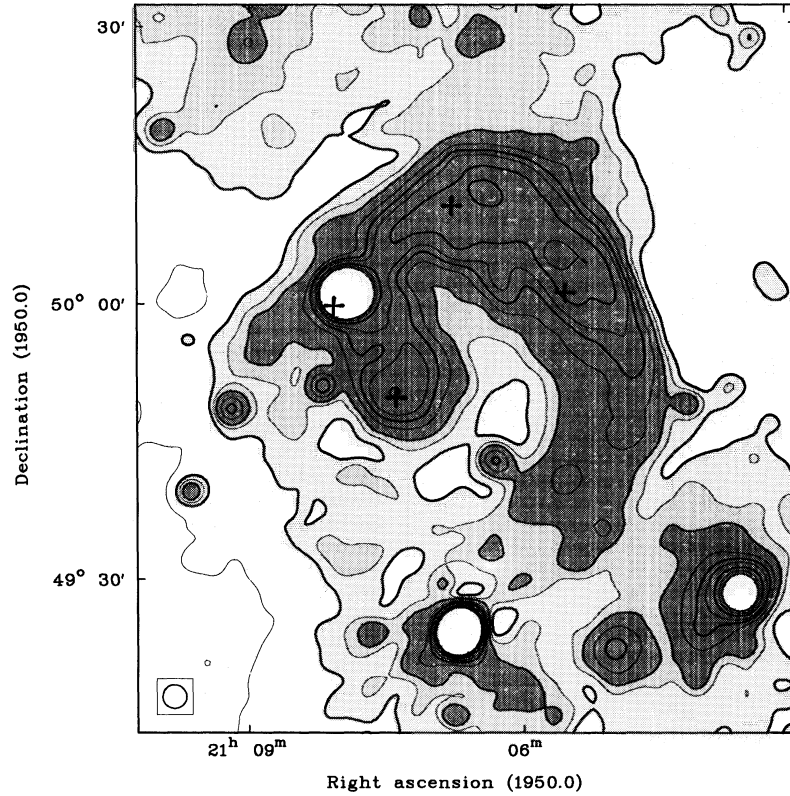 30′
50° 00′
49° 30′
Declination (1950.0)
21ʰ 09ᵐ 06ᵐ
Right ascension (1950.0)